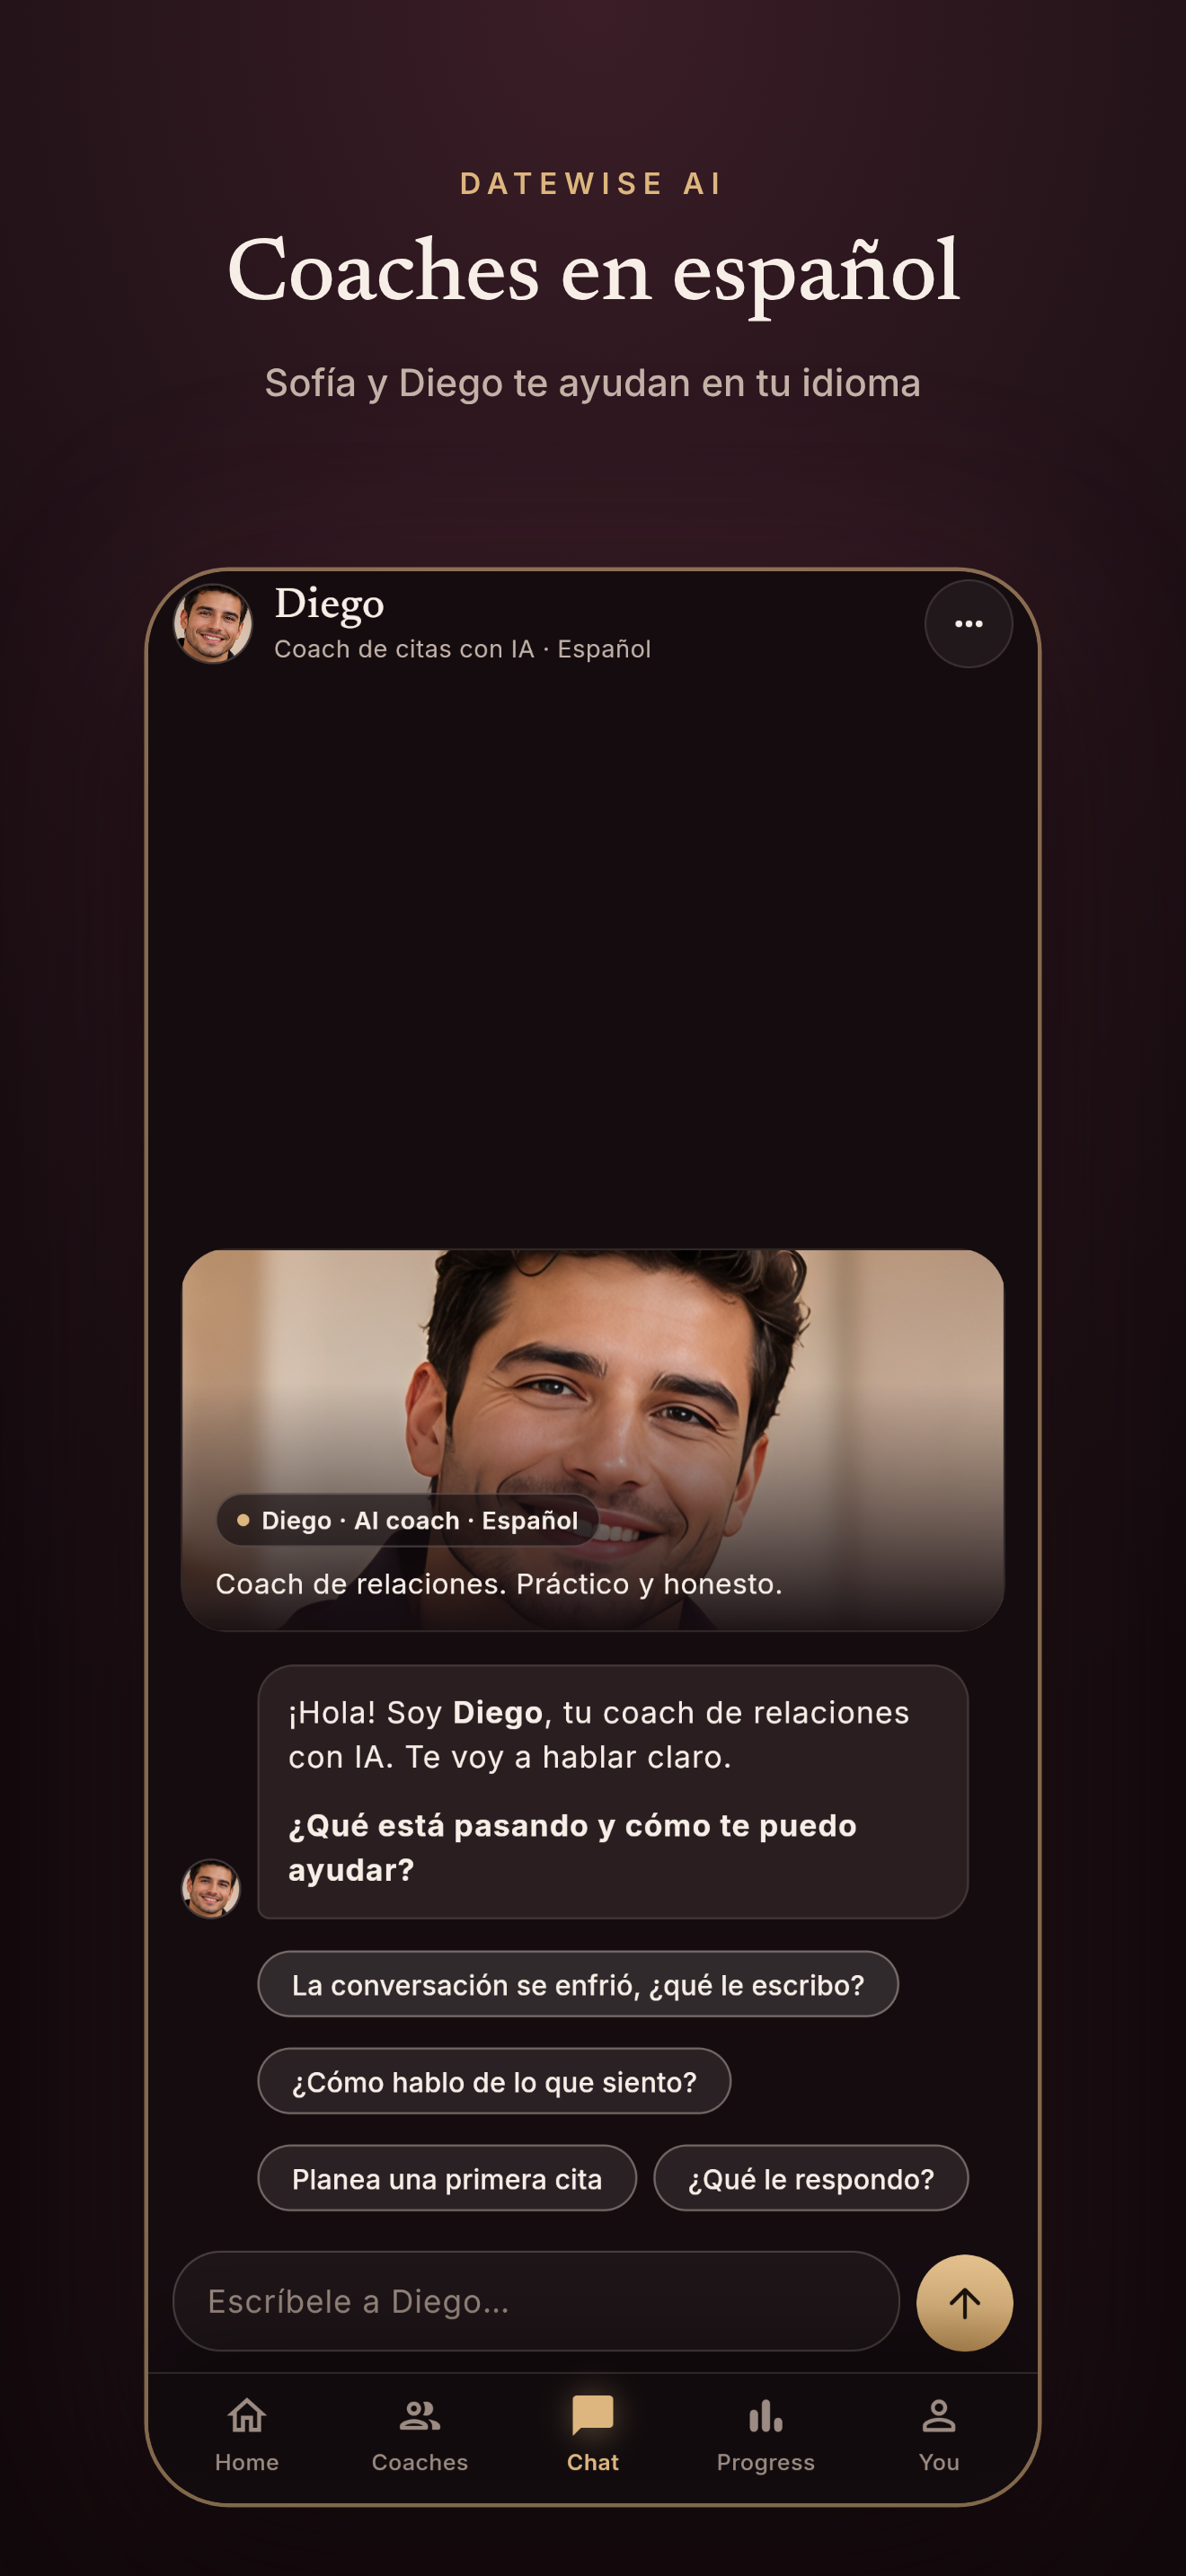 DATEWISE AI
Coaches en español
Sofía y Diego te ayudan en tu idioma
Diego
Coach de citas con IA · Español
Diego · AI coach · Español
Coach de relaciones. Práctico y honesto.
¡Hola! Soy Diego, tu coach de relaciones
con IA. Te voy a hablar claro.
¿Qué está pasando y cómo te puedo
ayudar?
La conversación se enfrió, ¿qué le escribo?
¿Cómo hablo de lo que siento?
Planea una primera cita
¿Qué le respondo?
Escríbele a Diego...
Home
Coaches
Chat
Progress
You